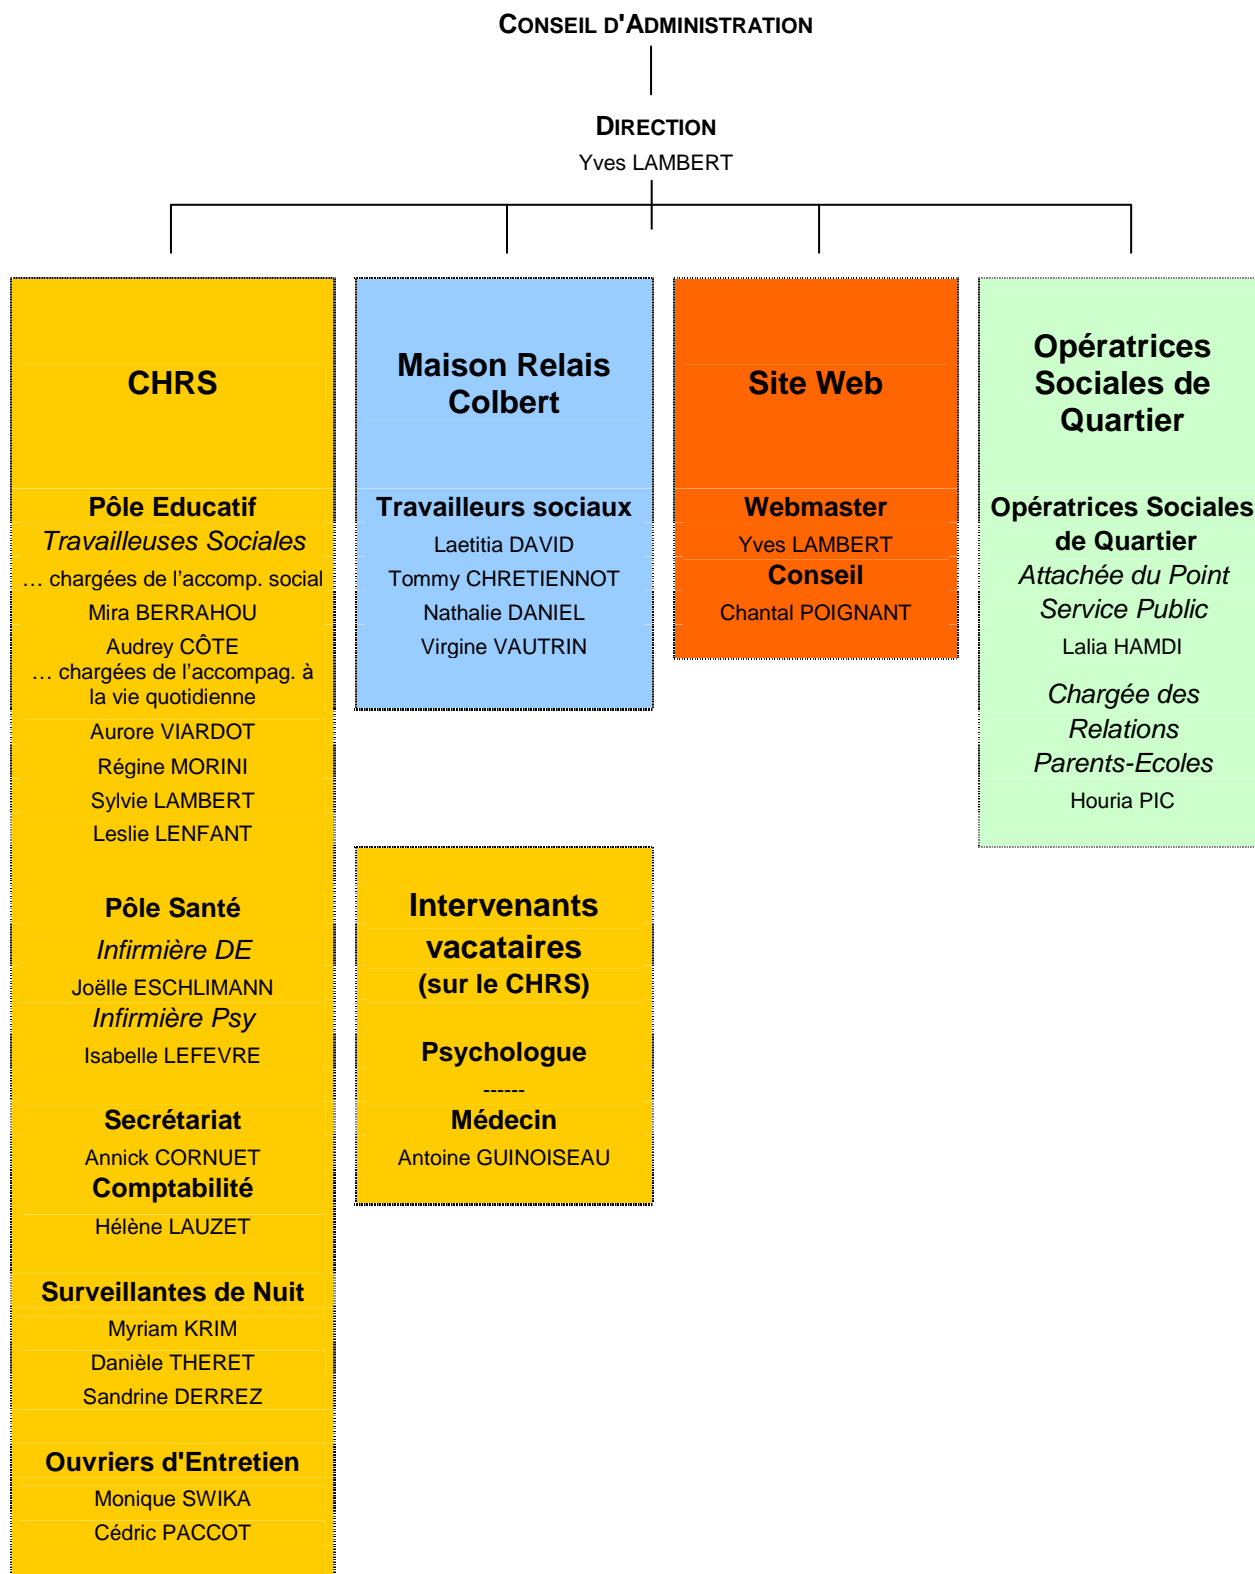 CONSEIL D'ADMINISTRATION
DIRECTION
Yves LAMBERT
CHRS
Pôle Educatif
Travailleuses Sociales
… chargées de l'accomp. social
Mira BERRAHOU
Audrey CÔTE
… chargées de l'accompag. à
la vie quotidienne
Aurore VIARDOT
Régine MORINI
Sylvie LAMBERT
Leslie LENFANT
Pôle Santé
Infirmière DE
Joëlle ESCHLIMANN
Infirmière Psy
Isabelle LEFEVRE
Secrétariat
Annick CORNUET
Comptabilité
Hélène LAUZET
Surveillantes de Nuit
Myriam KRIM
Danièle THERET
Sandrine DERREZ
Ouvriers d'Entretien
Monique SWIKA
Cédric PACCOT
Maison Relais
Colbert
Travailleurs sociaux
Laetitia DAVID
Tommy CHRETIENNOT
Nathalie DANIEL
Virgine VAUTRIN
Intervenants
vacataires
(sur le CHRS)
Psychologue
------
Médecin
Antoine GUINOISEAU
Site Web
Webmaster
Yves LAMBERT
Conseil
Chantal POIGNANT
Opératrices
Sociales de
Quartier
Opératrices Sociales
de Quartier
Attachée du Point
Service Public
Lalia HAMDI
Chargée des
Relations
Parents-Ecoles
Houria PIC